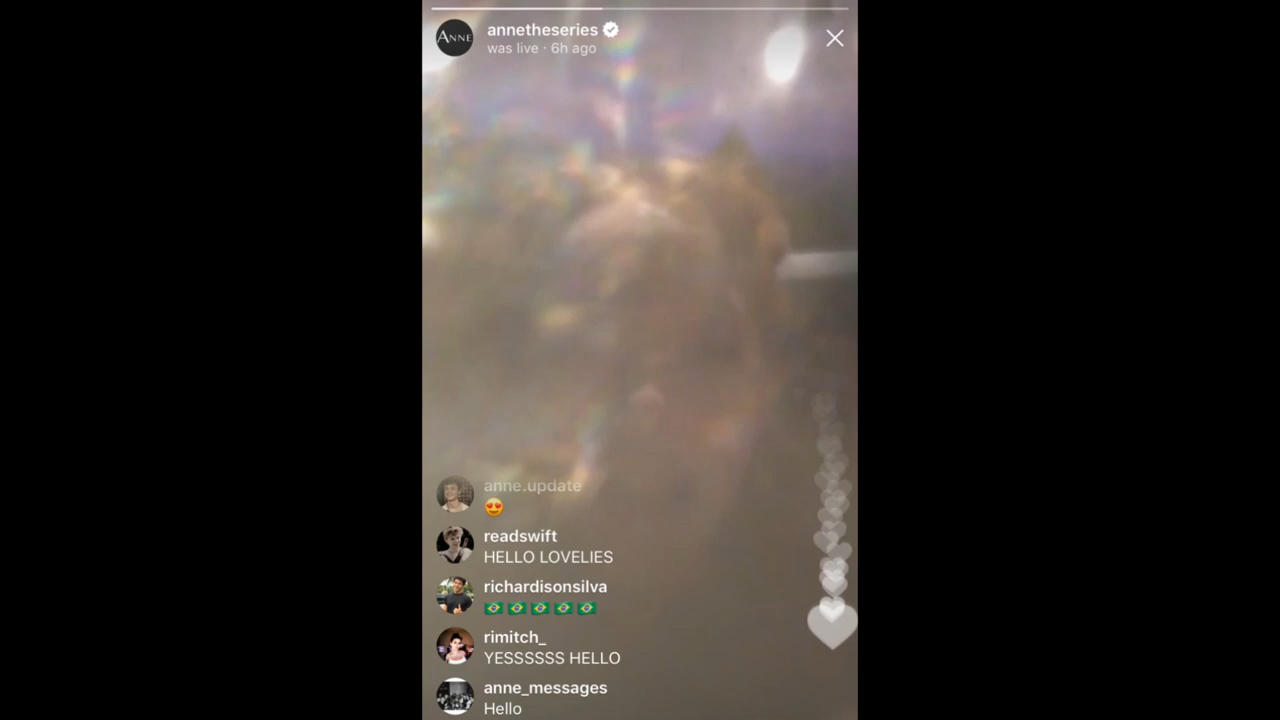 ANNE
annetheseries
was live · 6h ago
anne.update
😍
readswift
HELLO LOVELIES
richardisonsilva
🇧🇷🇧🇷🇧🇷🇧🇷🇧🇷
rimitch_
YESSSSSS HELLO
anne_messages
Hello